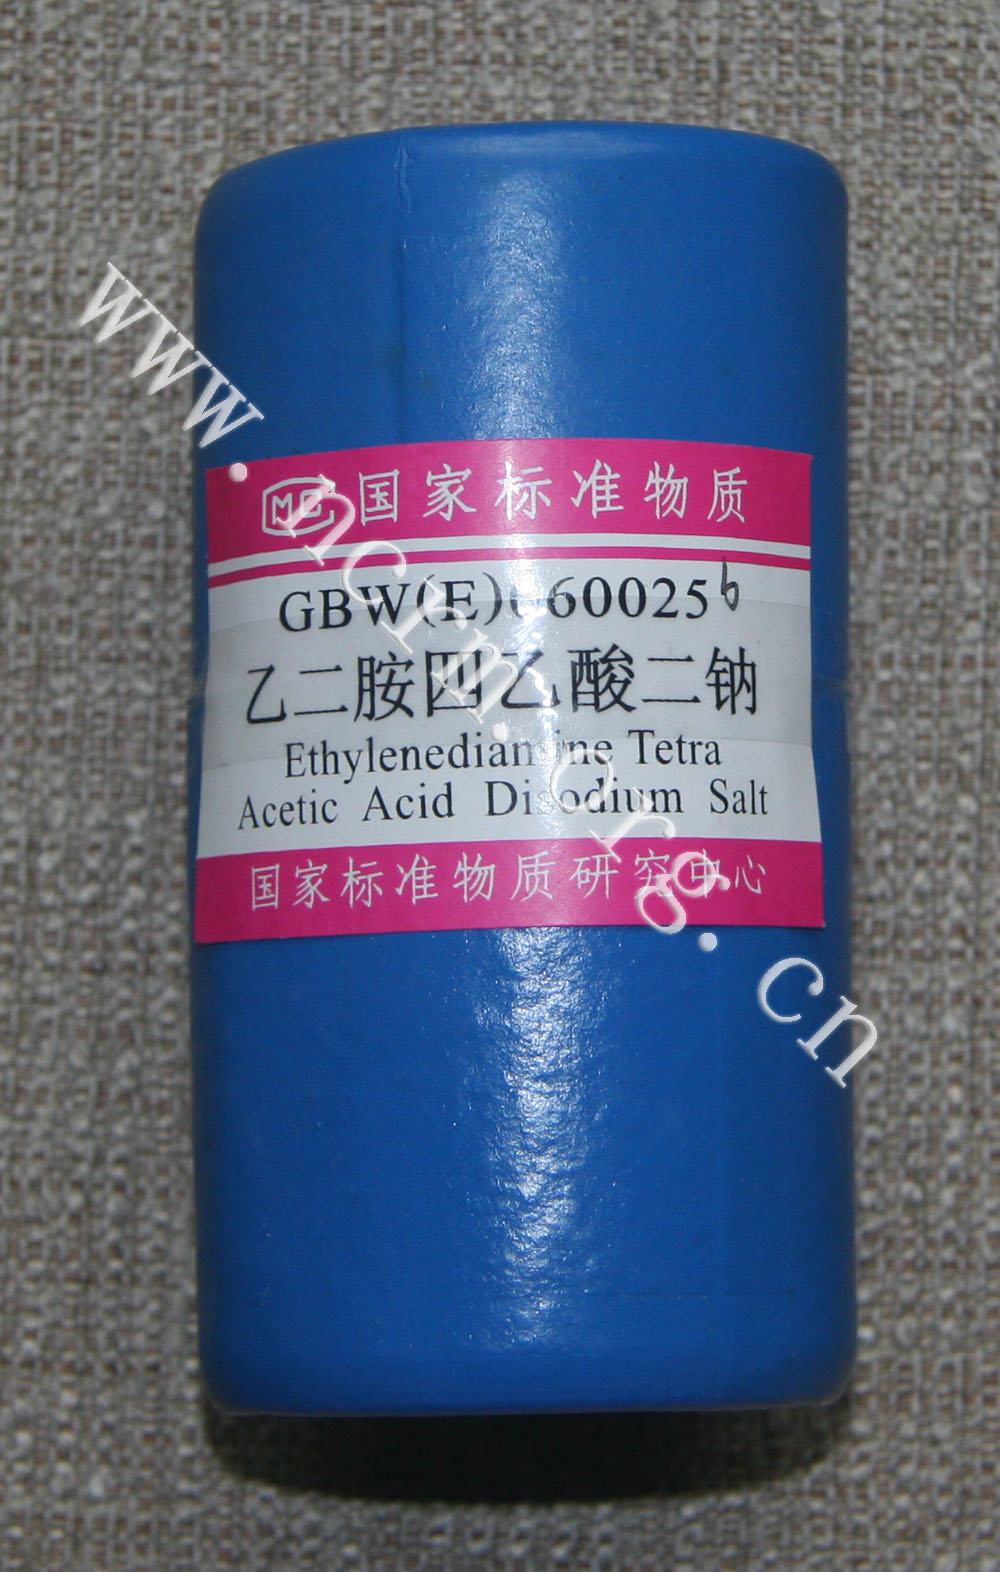 MC 国家标准物质
GBW(E)060025b
乙二胺四乙酸二钠
Ethylenediamine Tetra
Acetic Acid Disodium Salt
国家标准物质研究中心
www.ncrm.org.cn